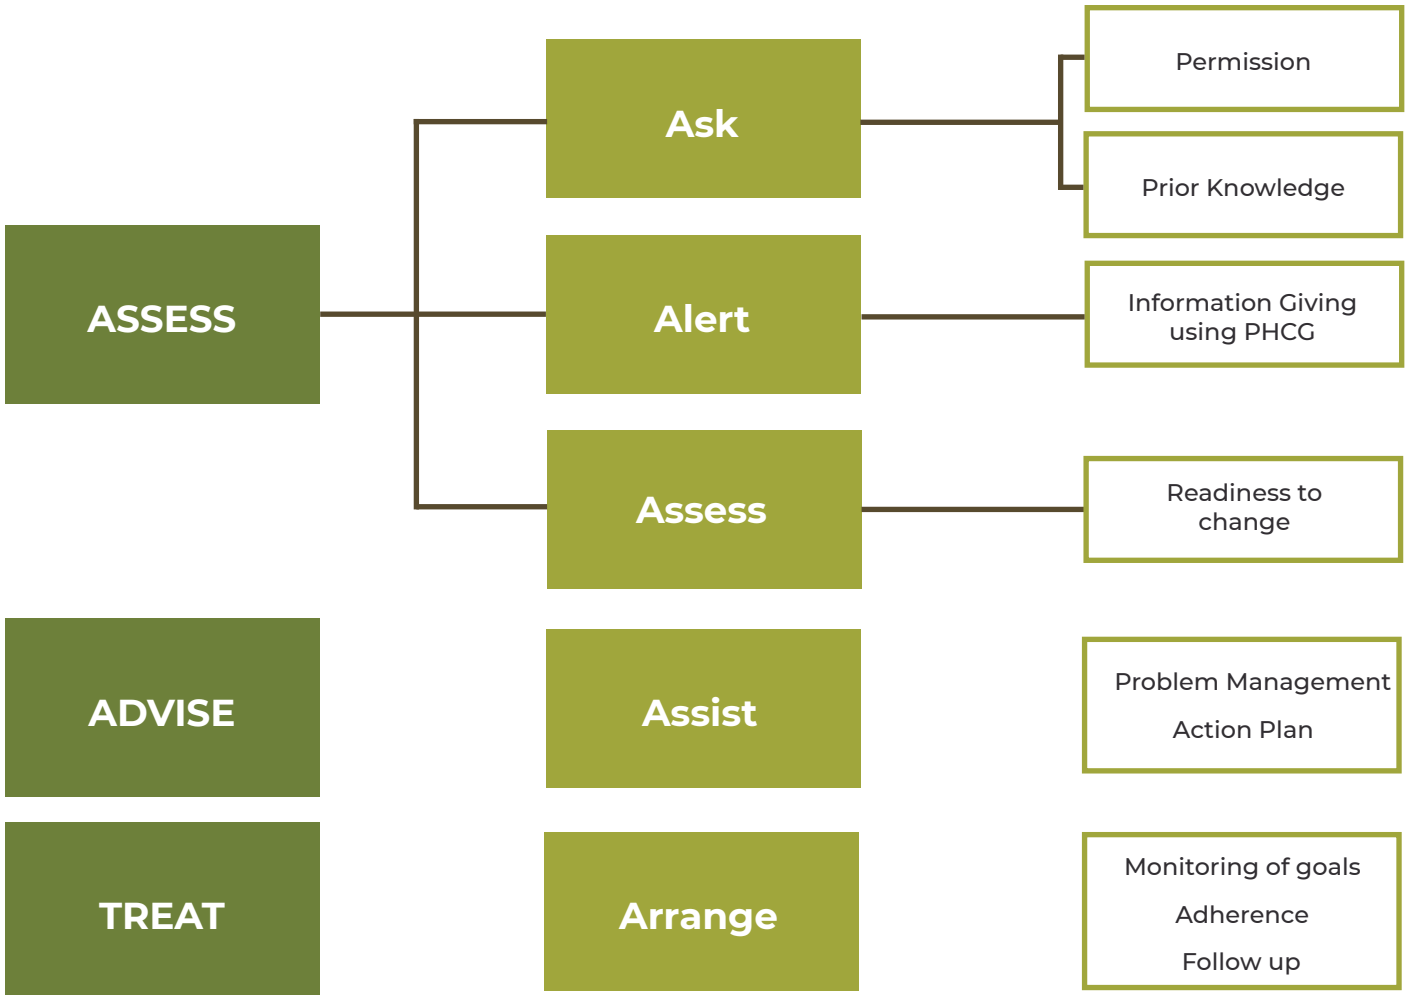 ASSESS
Ask
Permission
Prior Knowledge
Alert
Information Giving
using PHCG
Assess
Readiness to
change
ADVISE
Assist
Problem Management
Action Plan
TREAT
Arrange
Monitoring of goals
Adherence
Follow up